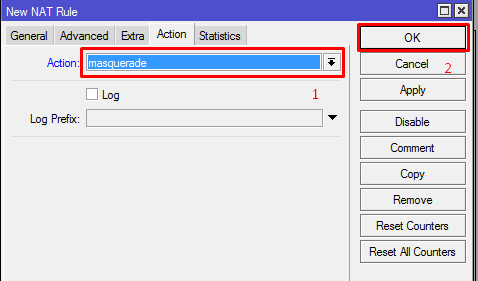 New NAT Rule
General Advanced Extra Action Statistics
Action: masquerade
Log
1
Log Prefix:
OK
Cancel
2
Apply
Disable
Comment
Copy
Remove
Reset Counters
Reset All Counters